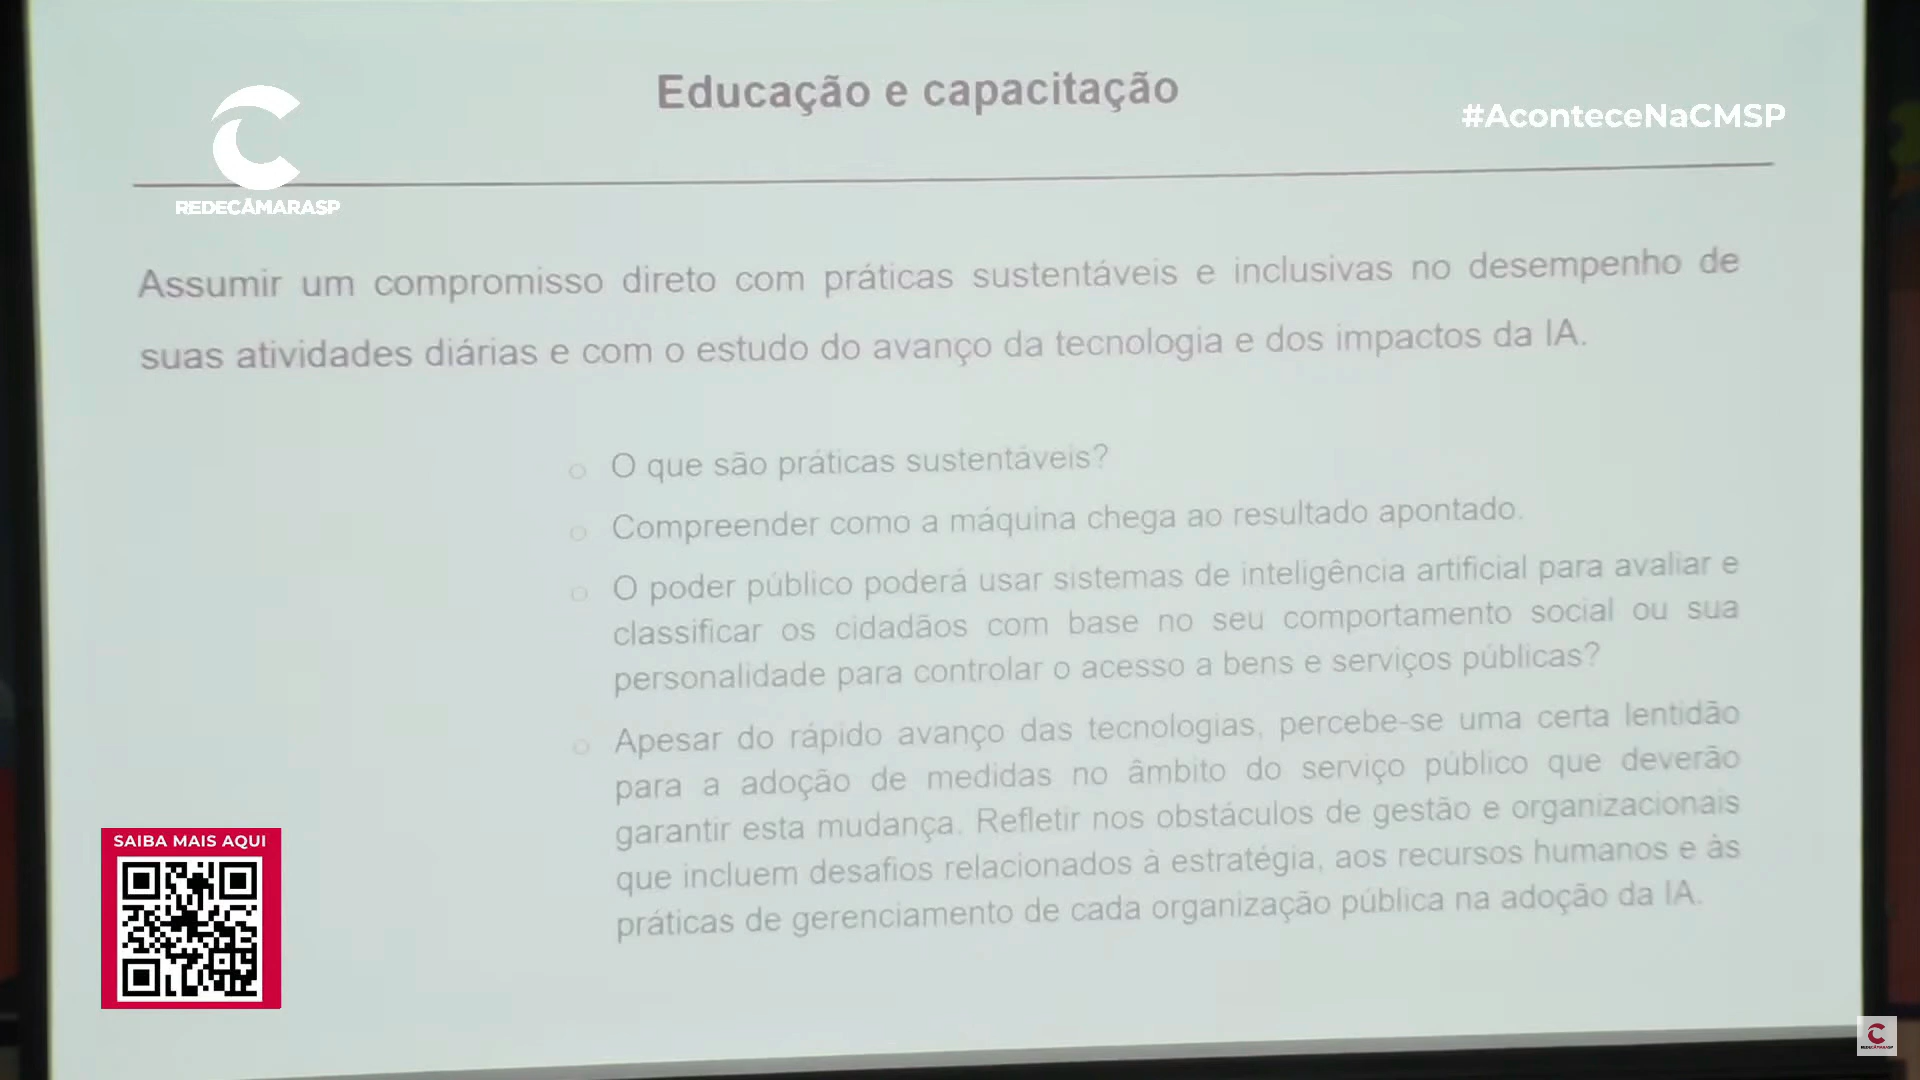 Educação e capacitação
#AconteceNaCMSP
REDECÂMARASP
Assumir um compromisso direto com práticas sustentáveis e inclusivas no desempenho de
suas atividades diárias e com o estudo do avanço da tecnologia e dos impactos da IA.
O que são práticas sustentáveis?
Compreender como a máquina chega ao resultado apontado.
O poder público poderá usar sistemas de inteligência artificial para avaliar e
classificar os cidadãos com base no seu comportamento social ou sua
personalidade para controlar o acesso a bens e serviços públicas?
Apesar do rápido avanço das tecnologias, percebe-se uma certa lentidão
para a adoção de medidas no âmbito do serviço público que deverão
garantir esta mudança. Refletir nos obstáculos de gestão e organizacionais
que incluem desafios relacionados à estratégia, aos recursos humanos e às
práticas de gerenciamento de cada organização pública na adoção da IA.
SAIBA MAIS AQUI
REDECÂMARASP